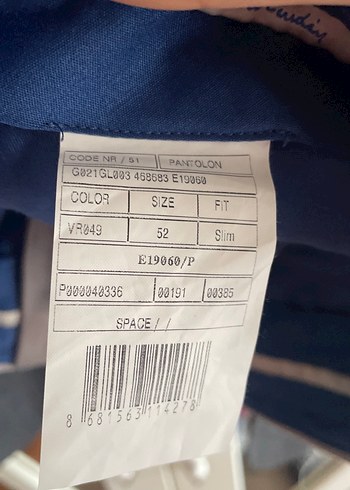 CODE NR / 51 PANTOLON
G021GL003 468683 E19060
COLOR SIZE FIT
VR049 52 Slim
E19060/P
P000040336 00191 00385
SPACE / /
8 681563 114278